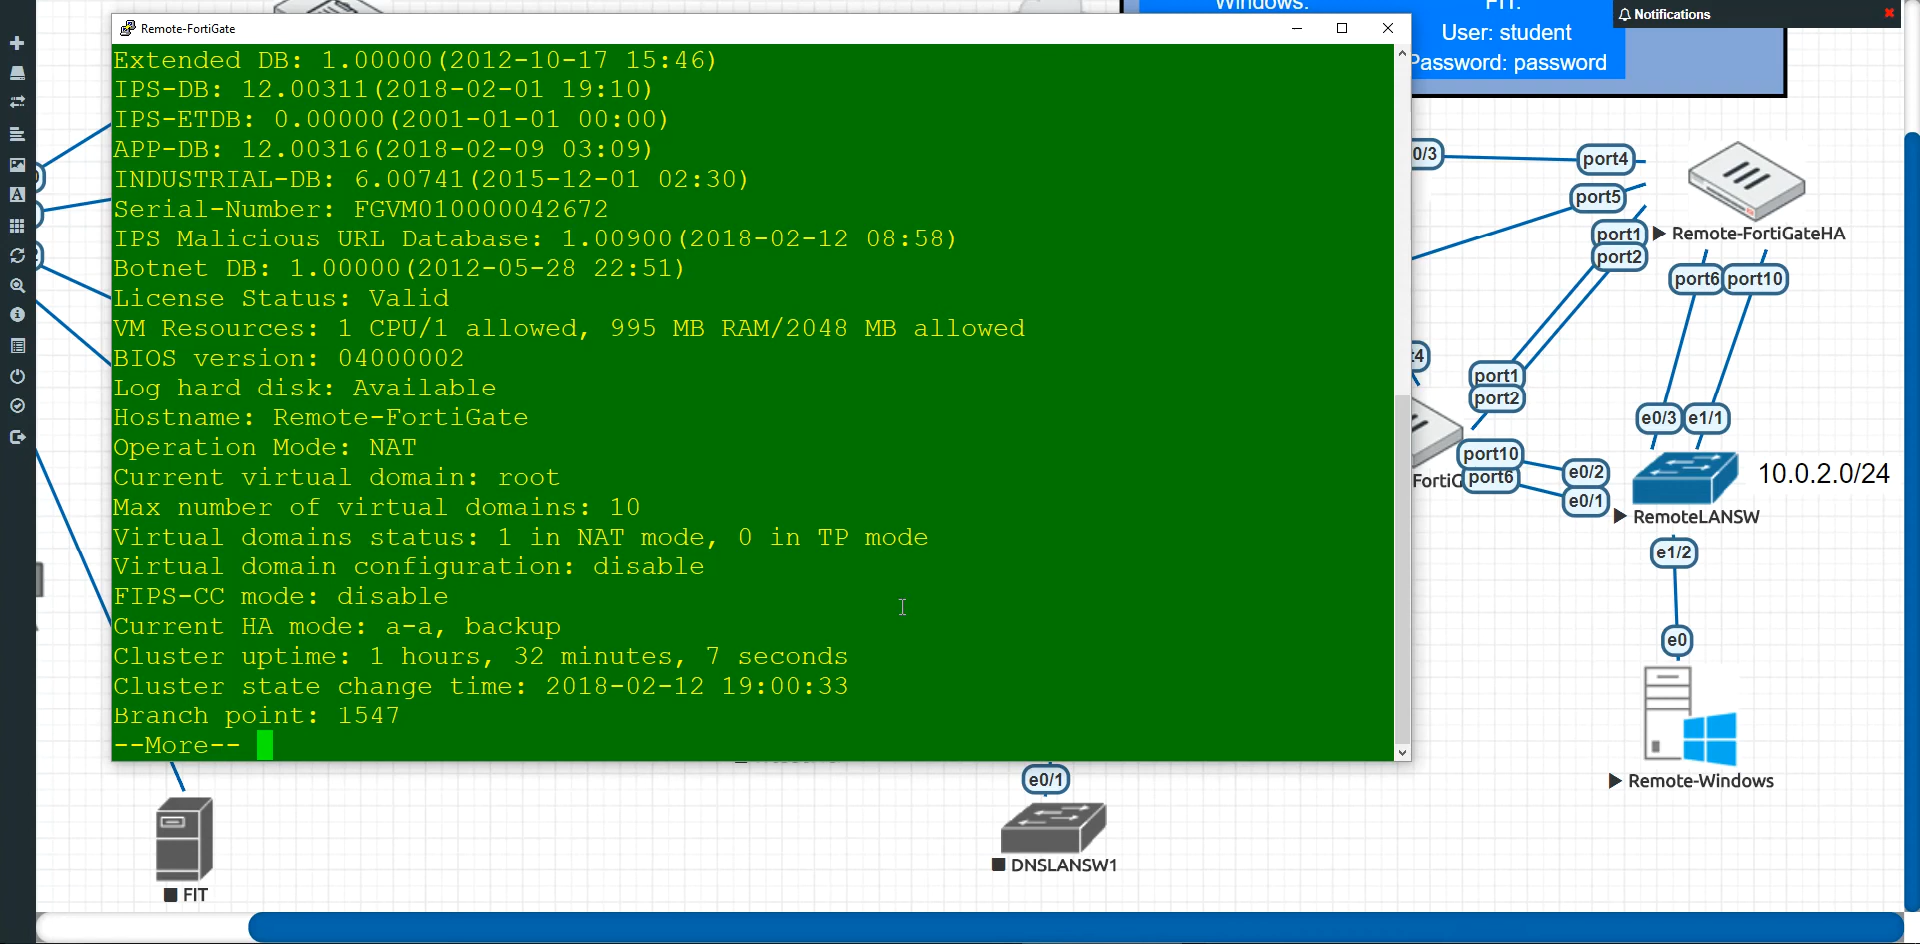 Windows:
FIT:
User: student
Password: password
Notifications
Remote-FortiGate
Extended DB: 1.00000(2012-10-17 15:46)
IPS-DB: 12.00311(2018-02-01 19:10)
IPS-ETDB: 0.00000(2001-01-01 00:00)
APP-DB: 12.00316(2018-02-09 03:09)
INDUSTRIAL-DB: 6.00741(2015-12-01 02:30)
Serial-Number: FGVM010000042672
IPS Malicious URL Database: 1.00900(2018-02-12 08:58)
Botnet DB: 1.00000(2012-05-28 22:51)
License Status: Valid
VM Resources: 1 CPU/1 allowed, 995 MB RAM/2048 MB allowed
BIOS version: 04000002
Log hard disk: Available
Hostname: Remote-FortiGate
Operation Mode: NAT
Current virtual domain: root
Max number of virtual domains: 10
Virtual domains status: 1 in NAT mode, 0 in TP mode
Virtual domain configuration: disable
FIPS-CC mode: disable
Current HA mode: a-a, backup
Cluster uptime: 1 hours, 32 minutes, 7 seconds
Cluster state change time: 2018-02-12 19:00:33
Branch point: 1547
--More--
0/3
port4
port5
port1
port2
Remote-FortiGateHA
port6
port10
port1
port2
e0/3
e1/1
port10
port6
FortiG
e0/2
e0/1
10.0.2.0/24
RemoteLANSW
e1/2
e0
Remote-Windows
e0/1
DNSLANSW1
FIT